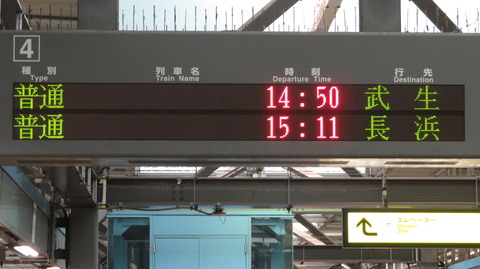 4
種別 列車名 時刻 行先
Type Train Name Departure Time Destination
普通 14:50 武生
普通 15:11 長浜
エレベーター
Elevator